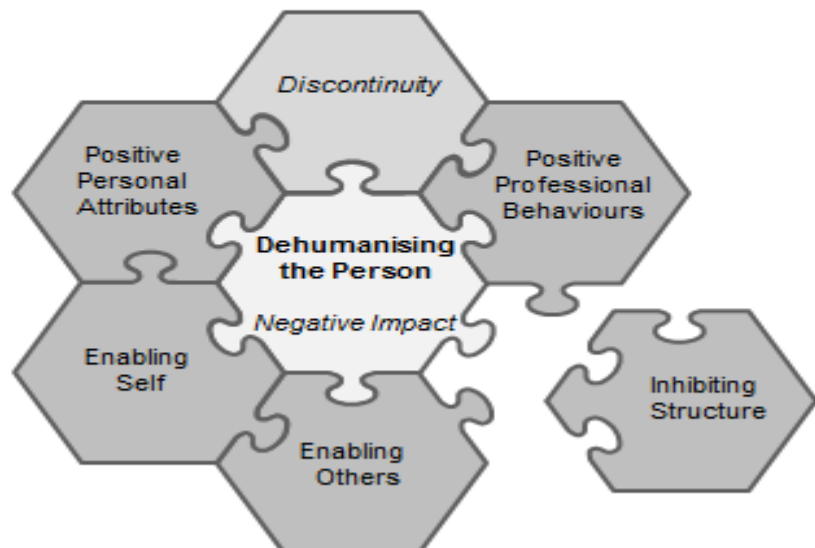 Discontinuity
Positive
Personal
Attributes
Positive
Professional
Behaviours
Dehumanising
the Person
Negative Impact
Enabling
Self
Inhibiting
Structure
Enabling
Others